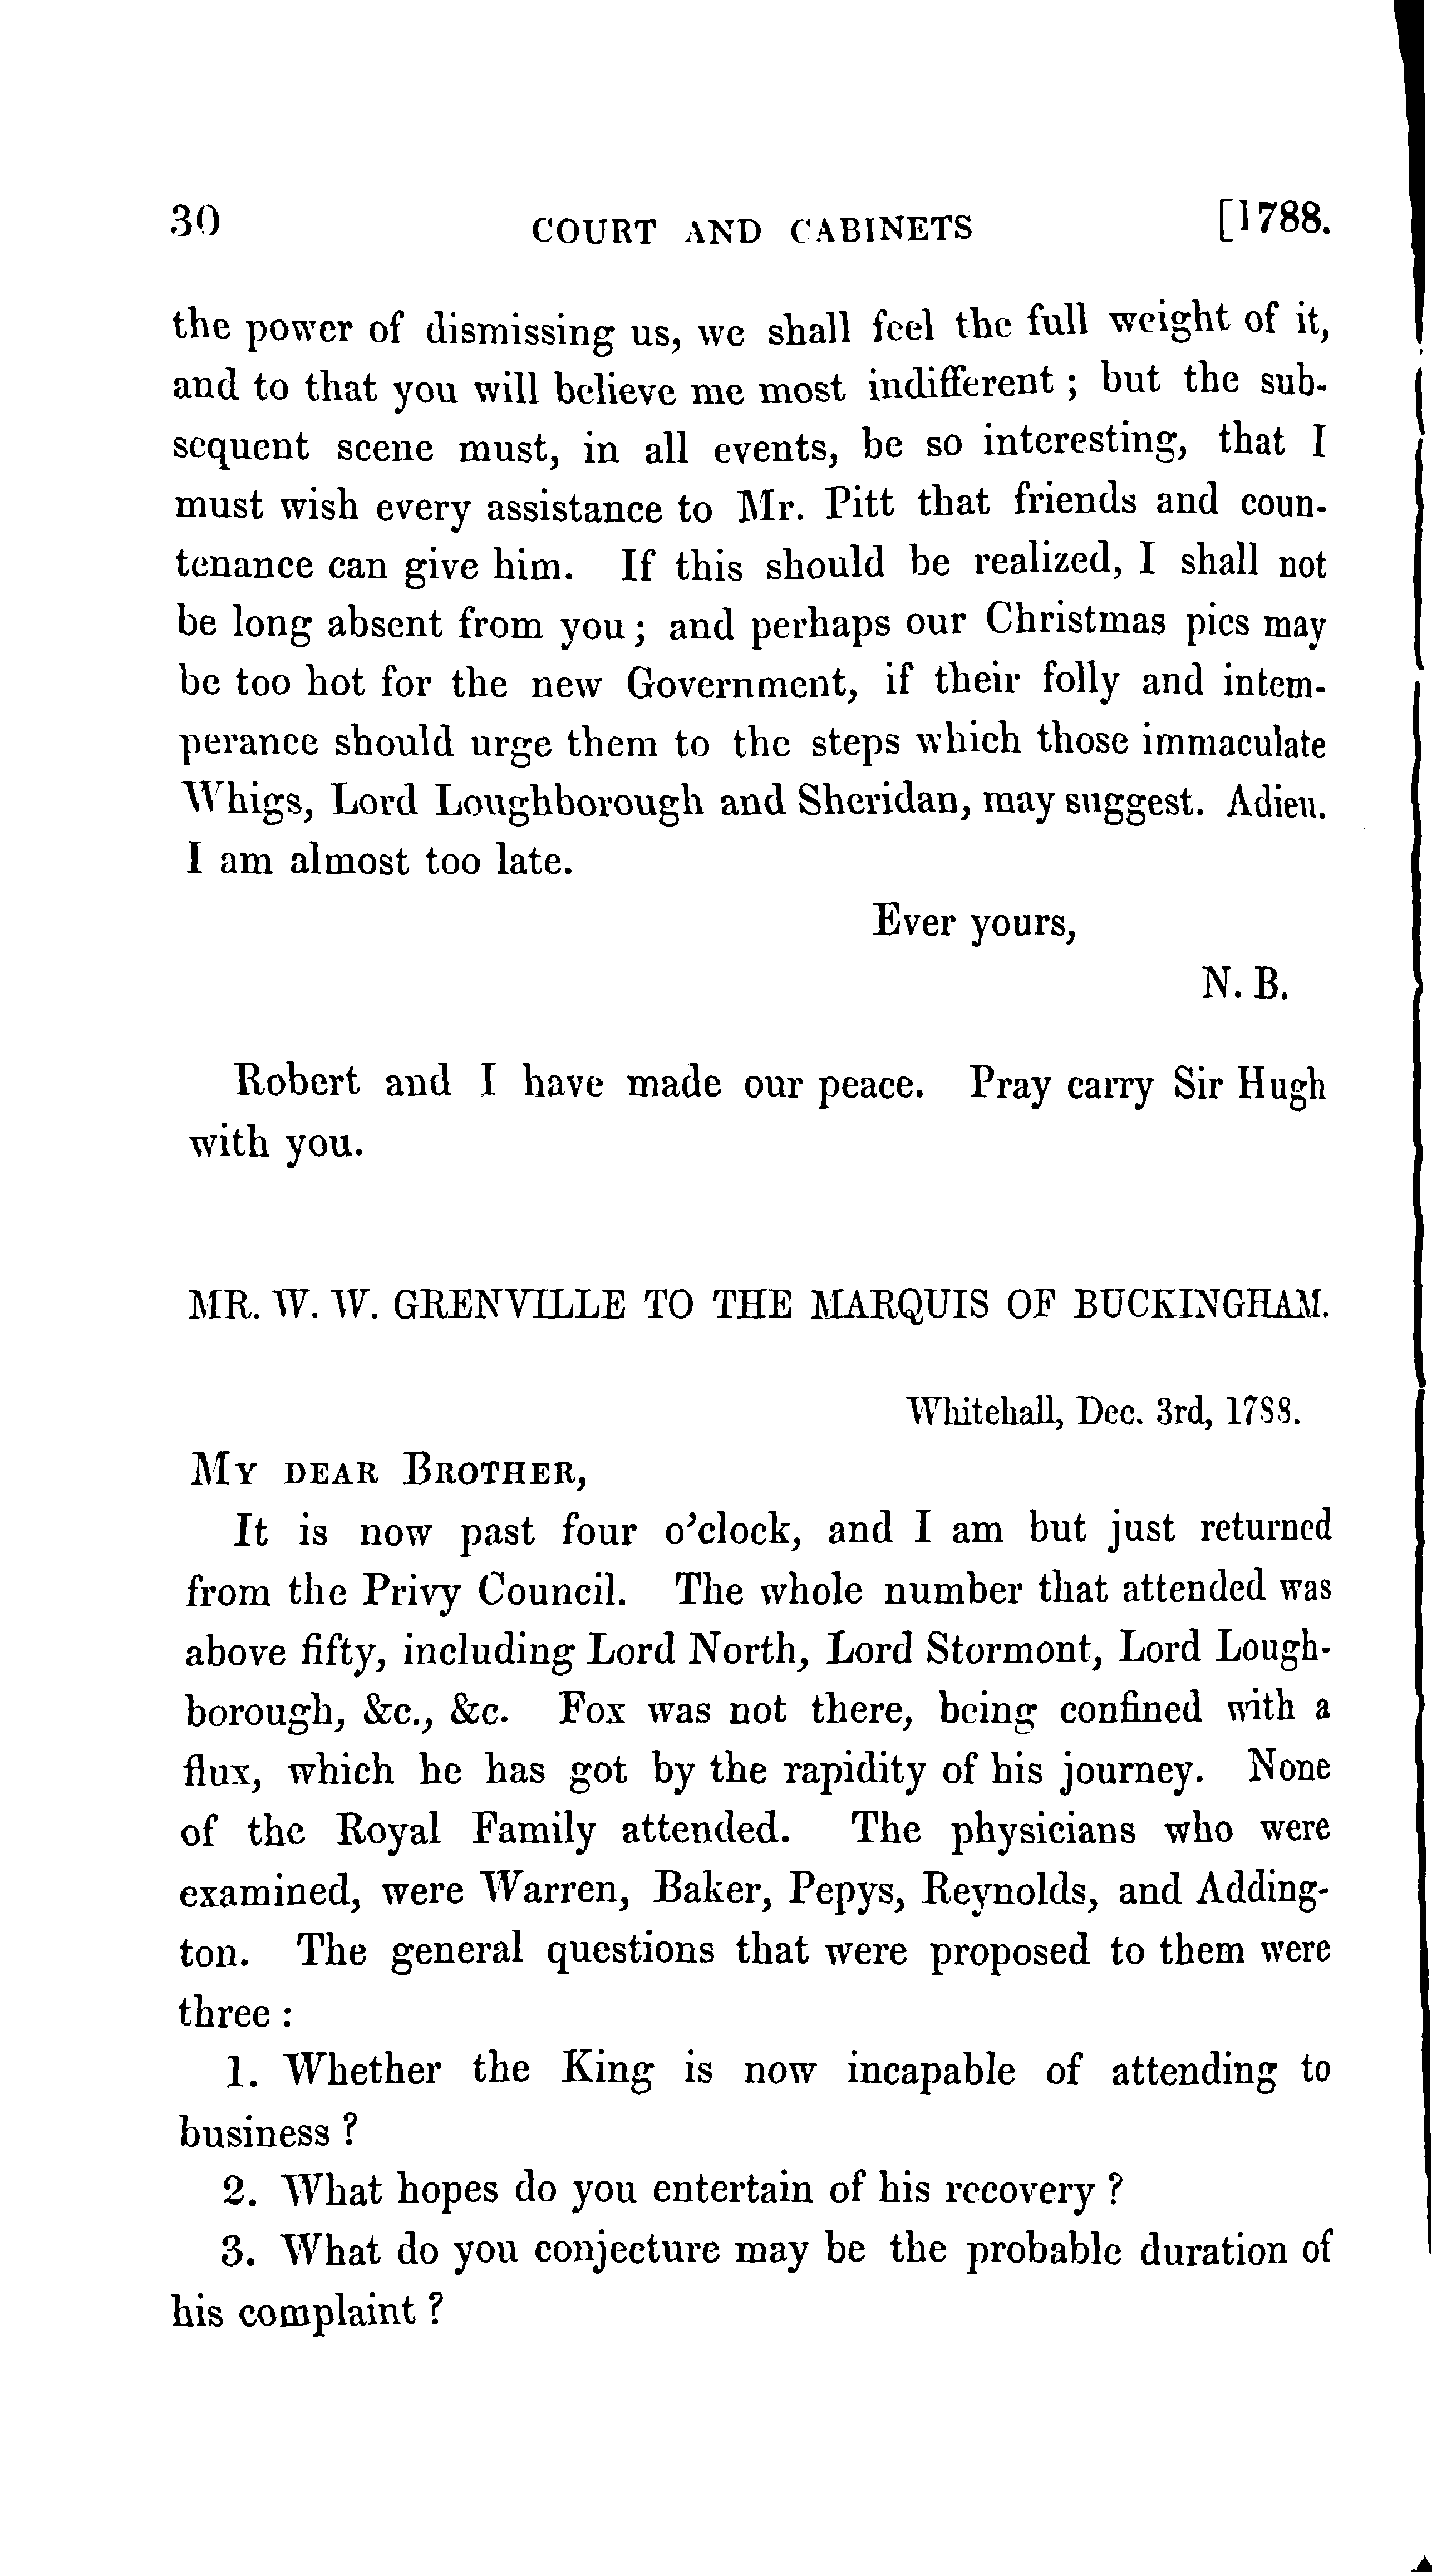 30 COURT AND CABINETS [1788.
the power of dismissing us, we shall feel the full weight of it,
and to that you will believe me most indifferent ; but the sub-
sequent scene must, in all events, be so interesting, that I
must wish every assistance to Mr. Pitt that friends and coun-
tenance can give him. If this should be realized, I shall not
be long absent from you ; and perhaps our Christmas pies may
be too hot for the new Government, if their folly and intem-
perance should urge them to the steps which those immaculate
Whigs, Lord Loughborough and Sheridan, may suggest. Adieu.
I am almost too late.
Ever yours,
N. B.
Robert and I have made our peace. Pray carry Sir Hugh
with you.
MR. W. W. GRENVILLE TO THE MARQUIS OF BUCKINGHAM.
Whitehall, Dec. 3rd, 1788.
MY DEAR BROTHER,
It is now past four o'clock, and I am but just returned
from the Privy Council. The whole number that attended was
above fifty, including Lord North, Lord Stormont, Lord Lough-
borough, &c., &c. Fox was not there, being confined with a
flux, which he has got by the rapidity of his journey. None
of the Royal Family attended. The physicians who were
examined, were Warren, Baker, Pepys, Reynolds, and Adding-
ton. The general questions that were proposed to them were
three :
1. Whether the King is now incapable of attending to
business ?
2. What hopes do you entertain of his recovery ?
3. What do you conjecture may be the probable duration of
his complaint ?